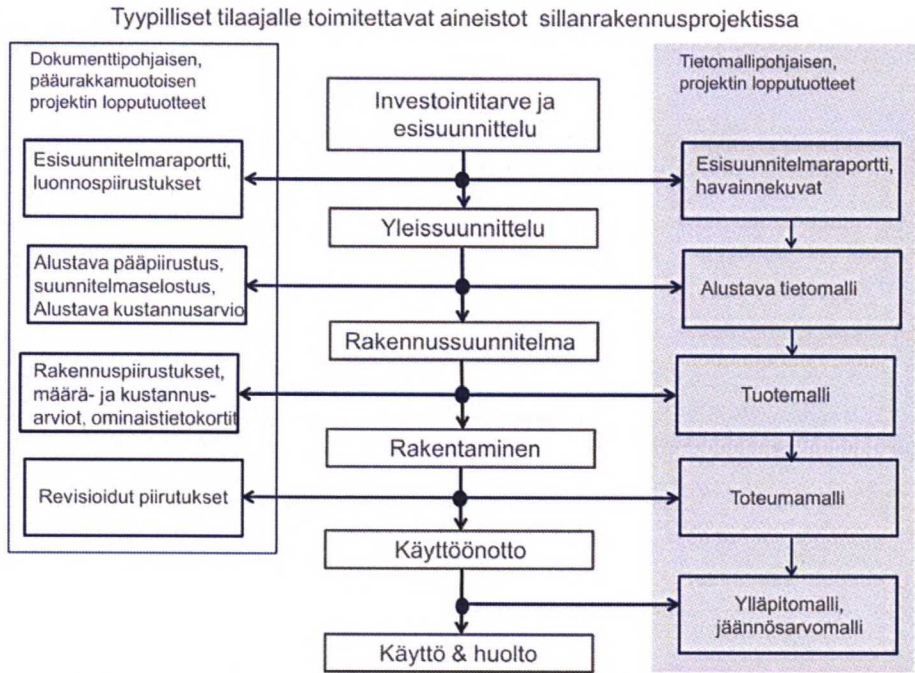 Tyypilliset tilaajalle toimitettavat aineistot sillanrakennusprojektissa
Dokumenttipohjaisen,
pääurakkamuotoisen
projektin lopputuotteet
Esisuunnitelmaraportti,
luonnospiirustukset
Alustava pääpiirustus,
suunnitelmaselostus,
Alustava kustannusarvio
Rakennuspiirustukset,
määrä- ja kustannus-
arviot, ominaistietokortit
Revisioidut piirutukset
Investointitarve ja
esisuunnittelu
Yleissuunnittelu
Rakennussuunnitelma
Rakentaminen
Käyttöönotto
Käyttö & huolto
Tietomallipohjaisen,
projektin lopputuotteet
Esisuunnitelmaraportti,
havainnekuvat
Alustava tietomalli
Tuotemalli
Toteumamalli
Ylläpitomalli,
jäännösarvomalli